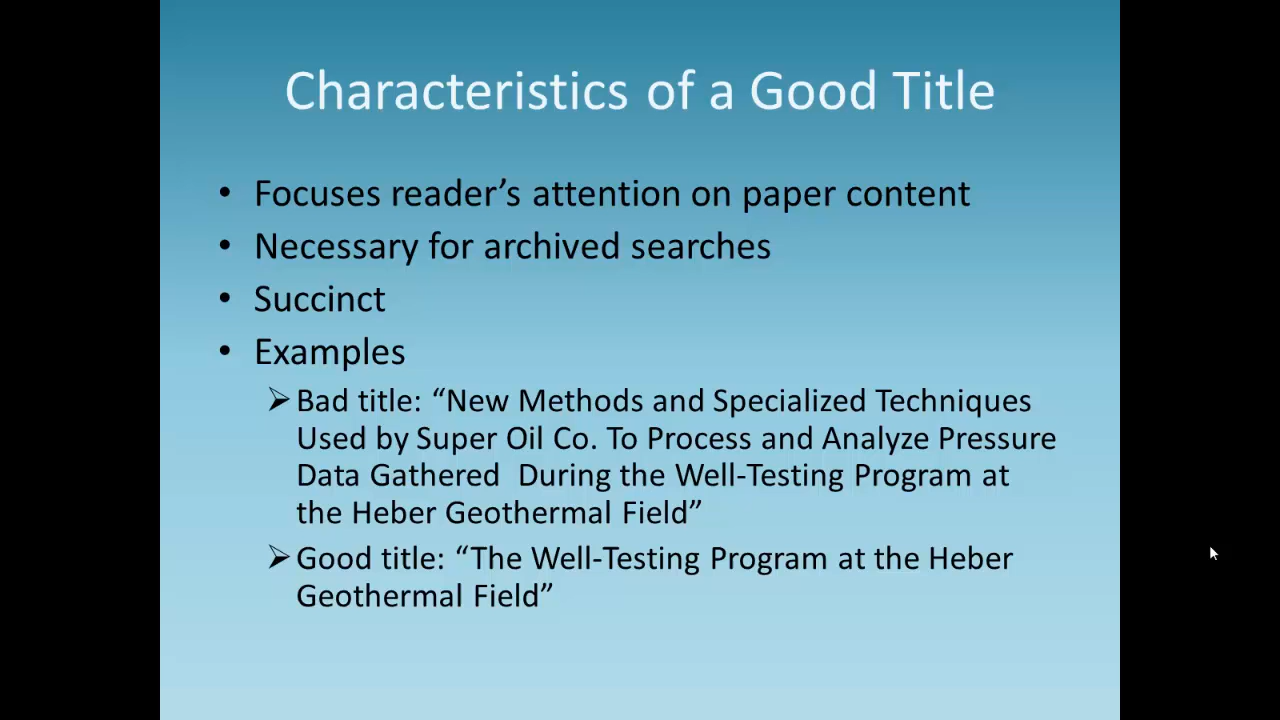 Characteristics of a Good Title
• Focuses reader’s attention on paper content
• Necessary for archived searches
• Succinct
• Examples
➢ Bad title: “New Methods and Specialized Techniques
Used by Super Oil Co. To Process and Analyze Pressure
Data Gathered  During the Well-Testing Program at
the Heber Geothermal Field”
➢ Good title: “The Well-Testing Program at the Heber
Geothermal Field”